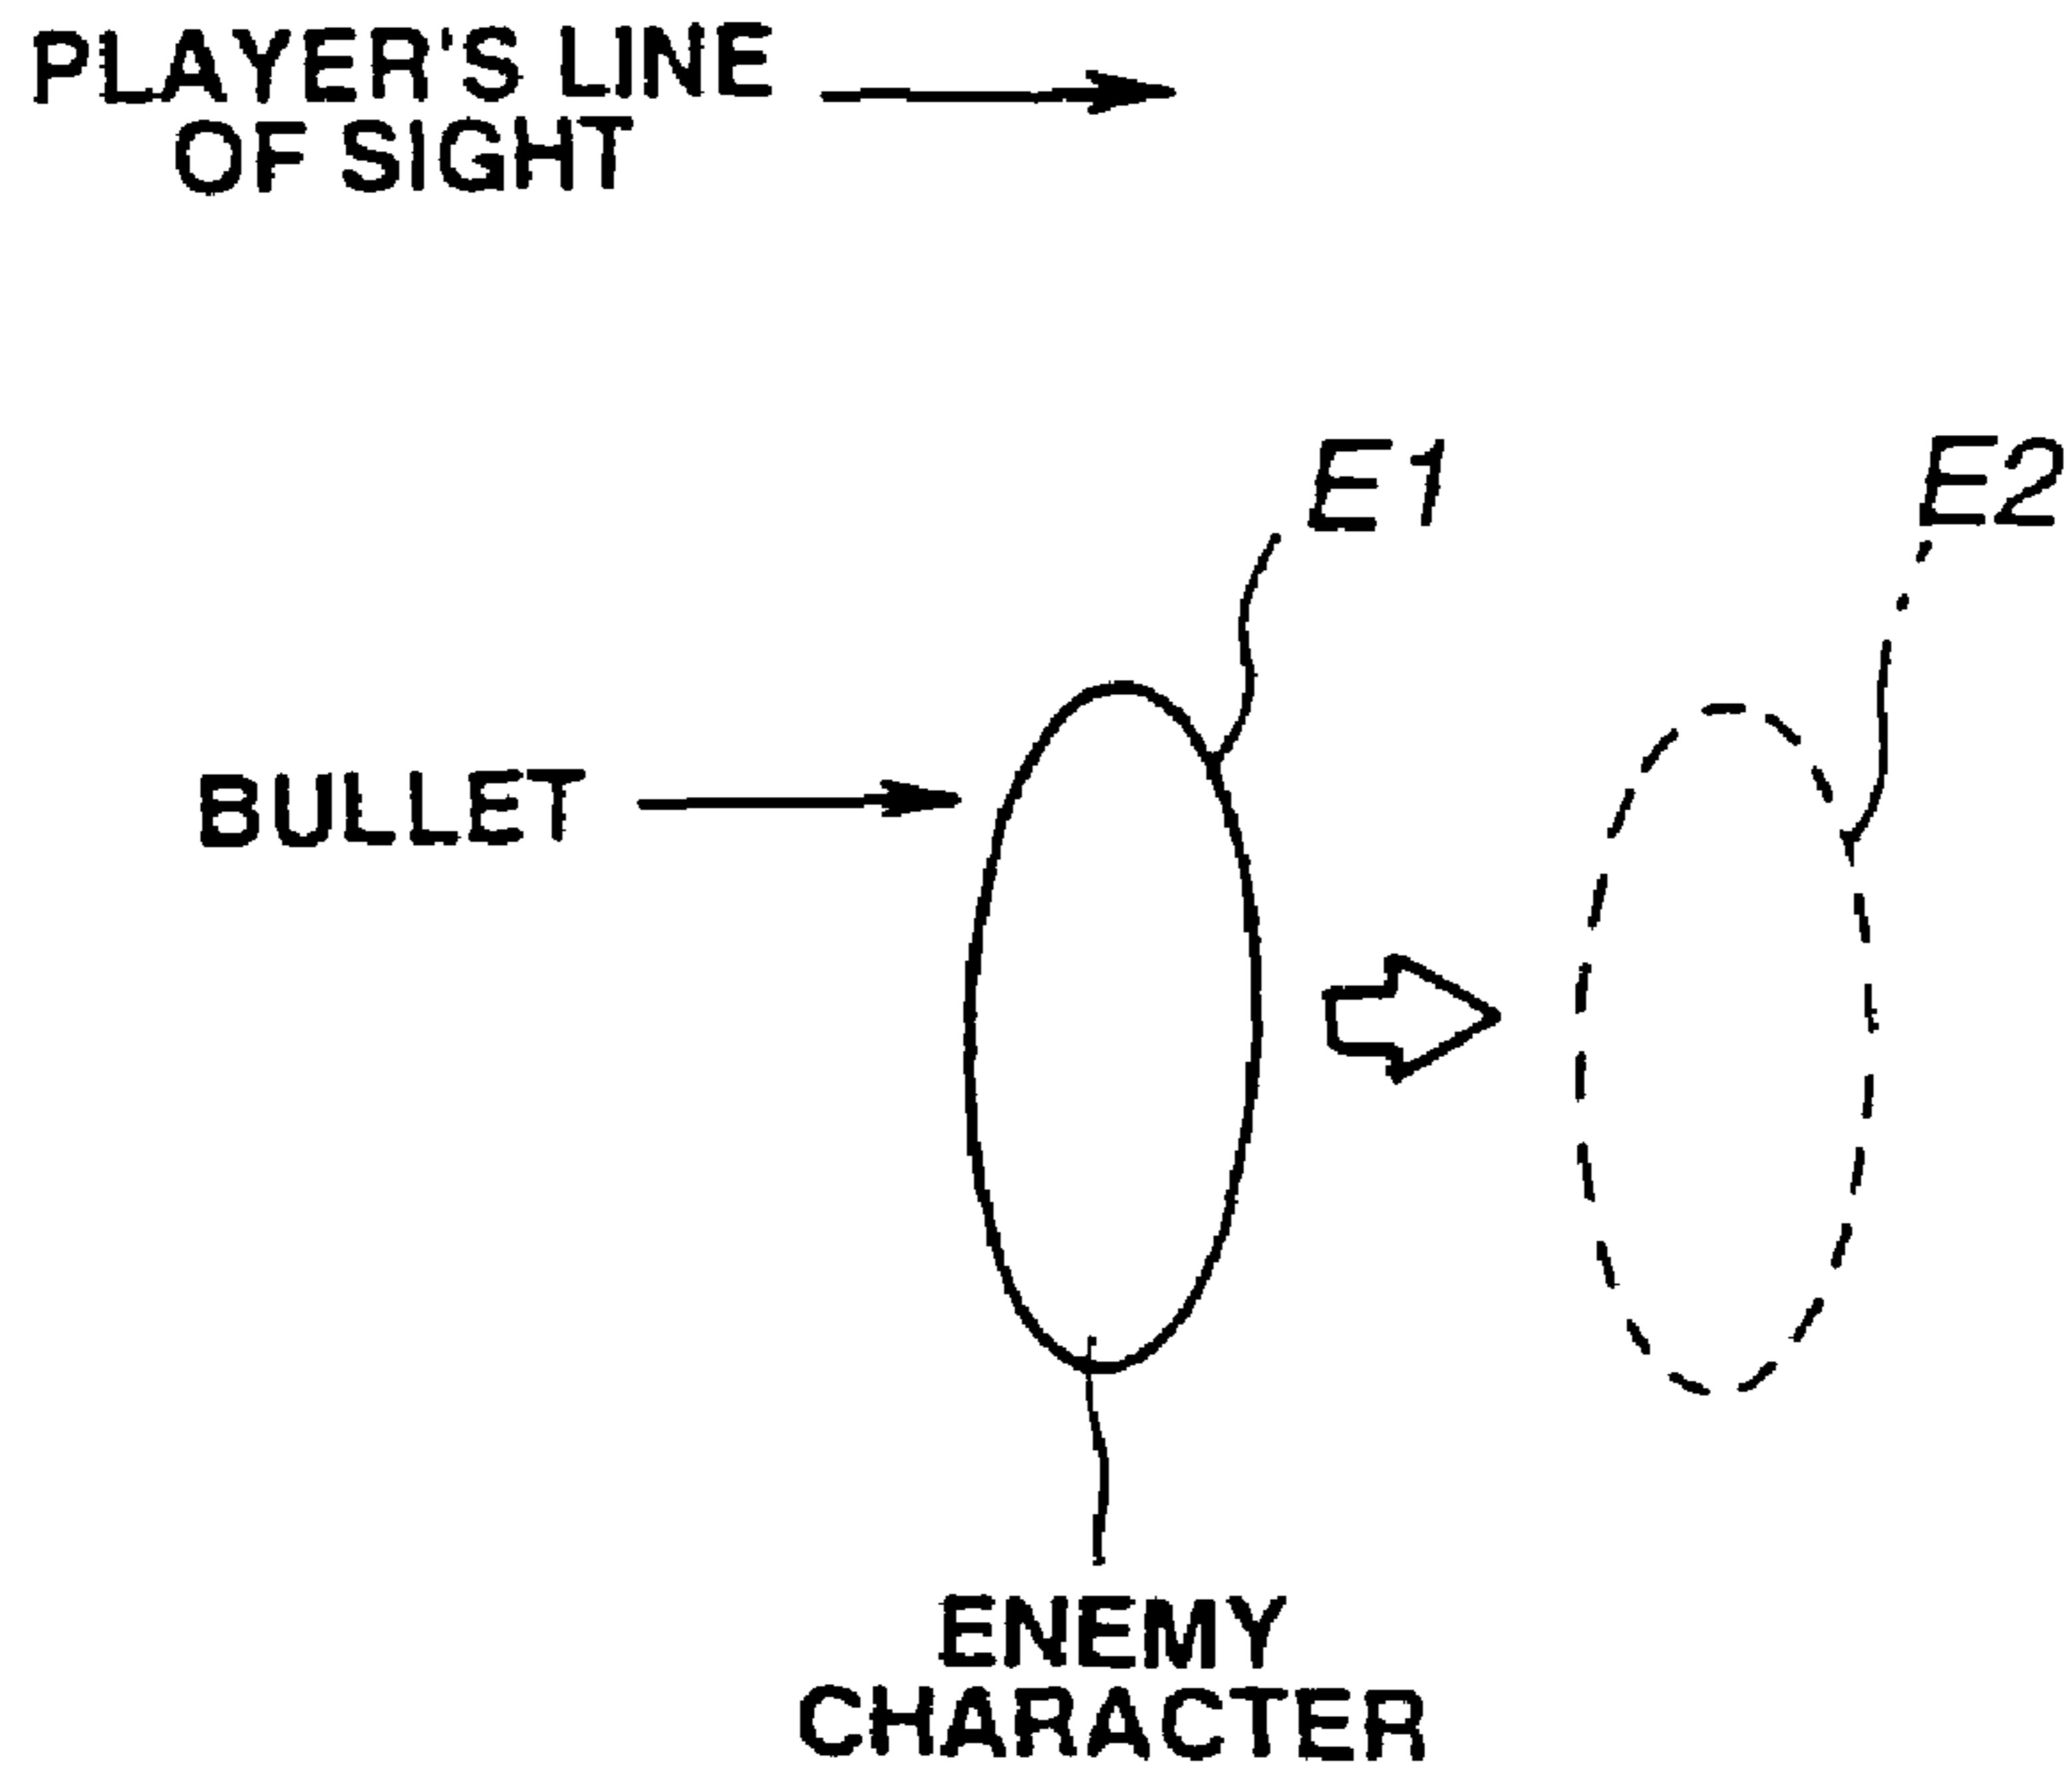 PLAYER'S LINE
OF SIGHT
E1
E2
BULLET
ENEMY
CHARACTER